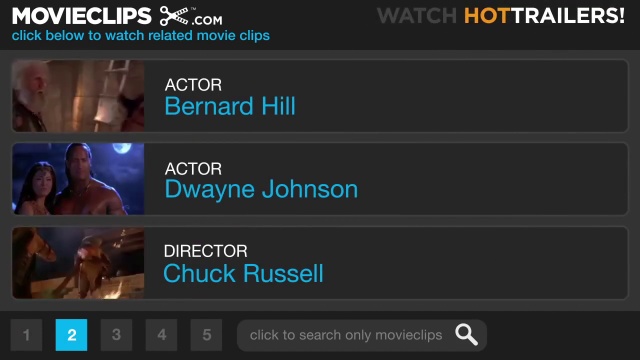 MOVIECLIPS .COM
WATCH HOTTRAILERS!
click below to watch related movie clips
ACTOR
Bernard Hill
ACTOR
Dwayne Johnson
DIRECTOR
Chuck Russell
1 2 3 4 5 click to search only movieclips